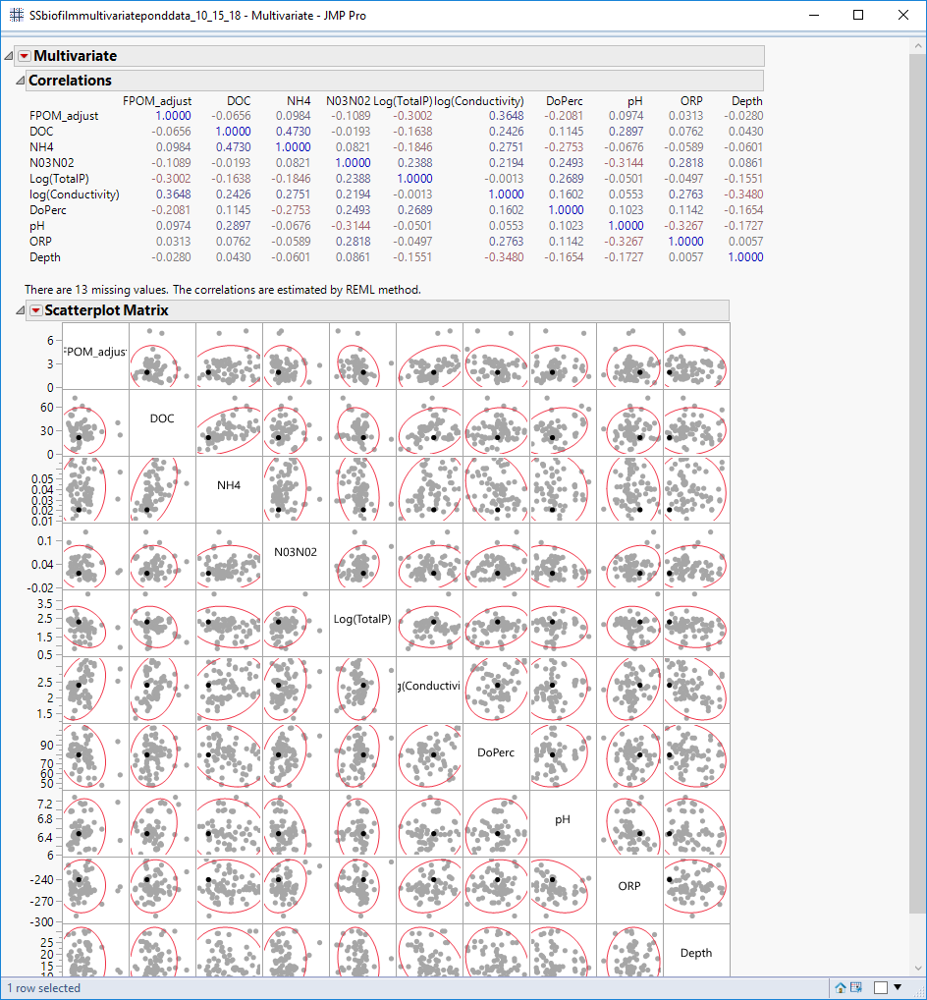 SSbiofilmmultivariateponddata_10_15_18 - Multivariate - JMP Pro
Multivariate
Correlations
FPOM_adjust DOC NH4 N03N02 Log(TotalP) log(Conductivity) DoPerc pH ORP Depth
FPOM_adjust 1.0000 -0.0656 0.0984 -0.1089 -0.3002 0.3648 -0.2081 0.0974 0.0313 -0.0280
DOC -0.0656 1.0000 0.4730 -0.0193 -0.1638 0.2426 0.1145 0.2897 0.0762 0.0430
NH4 0.0984 0.4730 1.0000 0.0821 -0.1846 0.2751 -0.2753 -0.0676 -0.0589 -0.0601
N03N02 -0.1089 -0.0193 0.0821 1.0000 0.2388 0.2194 0.2493 -0.3144 0.2818 0.0861
Log(TotalP) -0.3002 -0.1638 -0.1846 0.2388 1.0000 -0.0013 0.2689 -0.0501 -0.0497 -0.1551
log(Conductivity) 0.3648 0.2426 0.2751 0.2194 -0.0013 1.0000 0.1602 0.0553 0.2763 -0.3480
DoPerc -0.2081 0.1145 -0.2753 0.2493 0.2689 0.1602 1.0000 0.1023 0.1142 -0.1654
pH 0.0974 0.2897 -0.0676 -0.3144 -0.0501 0.0553 0.1023 1.0000 -0.3267 -0.1727
ORP 0.0313 0.0762 -0.0589 0.2818 -0.0497 0.2763 0.1142 -0.3267 1.0000 0.0057
Depth -0.0280 0.0430 -0.0601 0.0861 -0.1551 -0.3480 -0.1654 -0.1727 0.0057 1.0000
There are 13 missing values. The correlations are estimated by REML method.
Scatterplot Matrix
6
FPOM_adjus
3
0
60
DOC
30
0
NH4
0.05
0.04
0.03
0.02
0.01
0.1
N03N02
0.04
-0.02
3.5
2.5
Log(TotalP)
1.5
0.5
2.5
g(Conductivi
2
1.5
90
DoPerc
70
60
50
7.2
6.8
pH
6.4
6
-240
ORP
-270
-300
25
Depth
20
15
10
1 row selected